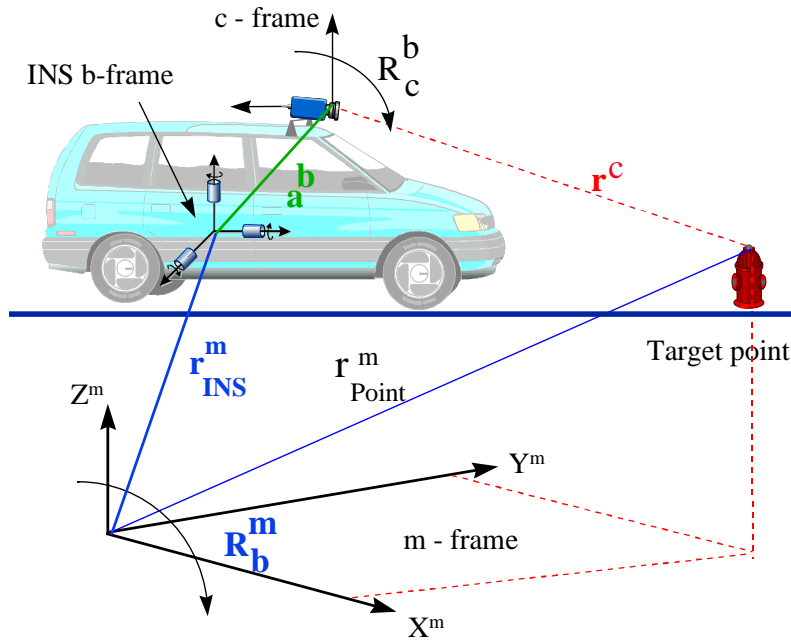 c - frame
R
b
c
INS b-frame
a
b
r
c
r
m
INS
r
m
Point
Target point
Z
m
Y
m
R
m
b
m - frame
X
m